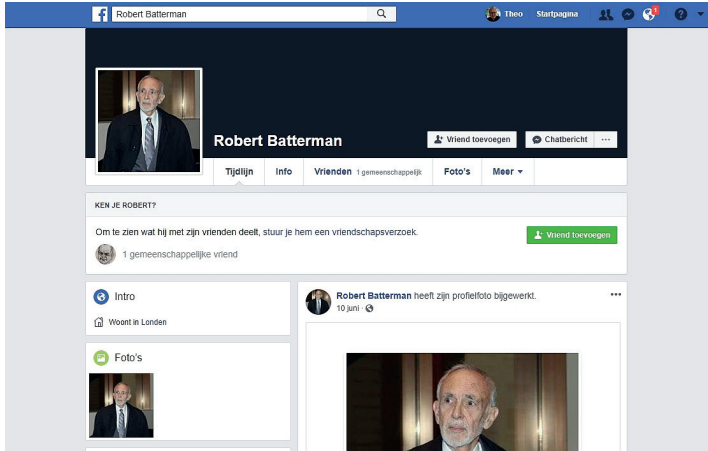 f Robert Batterman Theo Startpagina 1 ?
Robert Batterman Vriend toevoegen Chatbericht ...
Tijdlijn Info Vrienden 1 gemeenschappelijk Foto's Meer
KEN JE ROBERT?
Om te zien wat hij met zijn vrienden deelt, stuur je hem een vriendschapsverzoek. Vriend toevoegen
1 gemeenschappelijke vriend
Intro
Woont in Londen
Foto's
Robert Batterman heeft zijn profielfoto bijgewerkt.
10 juni ·